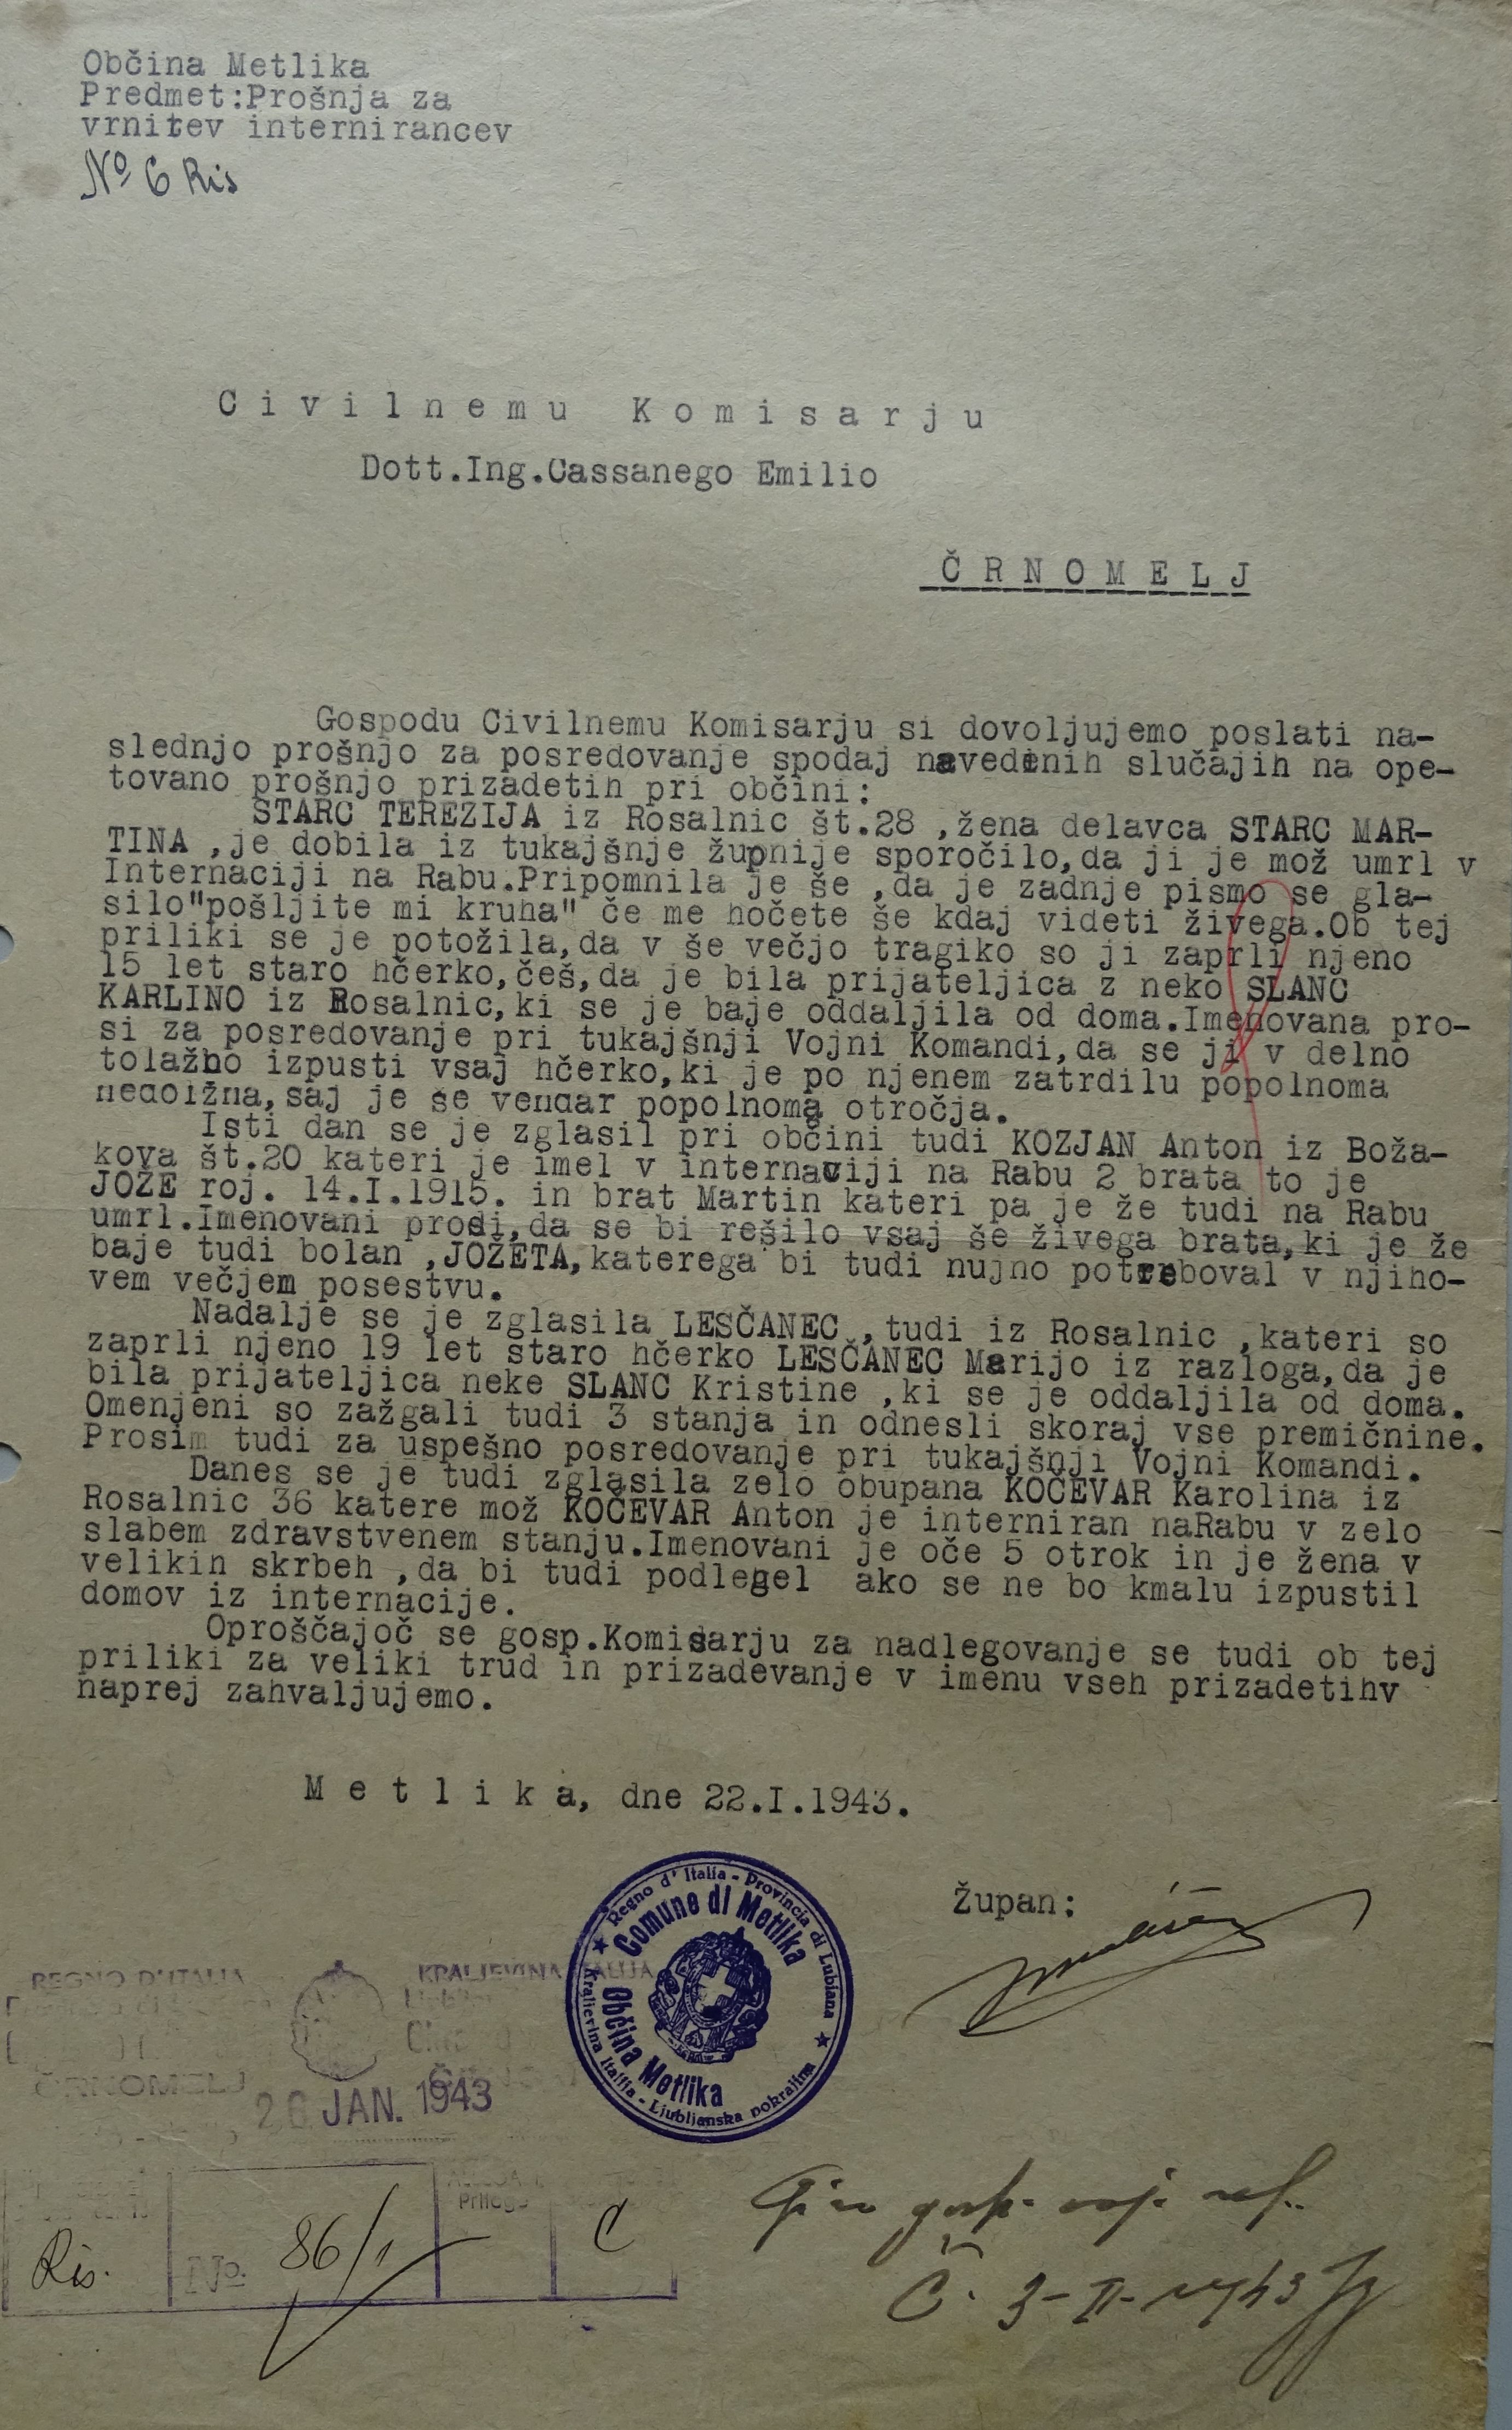 Občina Metlika
Predmet:Prošnja za
vrnitev internirancev
Nº 6 Ris
Civilnemu Komisarju
Dott.Ing.Cassanego Emilio
ČRNOMELJ
Gospodu Civilnemu Komisarju si dovoljujemo poslati na-
slednjo prošnjo za posredovanje spodaj navedenih slučajih na ope-
tovano prošnjo prizadetih pri občini:
STARC TEREZIJA iz Rosalnic št.28 ,žena delavca STARC MAR-
TINA ,je dobila iz tukajšnje župnije sporočilo,da ji je mož umrl v
Internaciji na Rabu.Pripomnila je še ,da je zadnje pismo se gla-
silo"pošljite mi kruha" če me hočete še kdaj videti živega.Ob tej
priliki se je potožila,da v še večjo tragiko so ji zaprli njeno
15 let staro hčerko,češ,da je bila prijateljica z neko SLANC
KARLINO iz Rosalnic,ki se je baje oddaljila od doma.Imenovana pro-
si za posredovanje pri tukajšnji Vojni Komandi,da se ji v delno
tolažbo izpusti vsaj hčerko,ki je po njenem zatrdilu popolnoma
nedolžna,saj je še vendar popolnoma otročja.
Isti dan se je zglasil pri občini tudi KOZJAN Anton iz Boža-
kova št.20 kateri je imel v internaciji na Rabu 2 brata to je
JOŽE roj. 14.I.1915. in brat Martin kateri pa je že tudi na Rabu
umrl.Imenovani prosi,da se bi rešilo vsaj še živega brata,ki je že
baje tudi bolan ,JOŽETA,katerega bi tudi nujno potreboval v njiho-
vem večjem posestvu.
Nadalje se je zglasila LESČANEC ,tudi iz Rosalnic ,kateri so
zaprli njeno 19 let staro hčerko LESČANEC Marijo iz razloga,da je
bila prijateljica neke SLANC Kristine ,ki se je oddaljila od doma.
Omenjeni so zažgali tudi 3 stanja in odnesli skoraj vse premičnine.
Prosim tudi za uspešno posredovanje pri tukajšnji Vojni Komandi.
Danes se je tudi zglasila zelo obupana KOČEVAR Karolina iz
Rosalnic 36 katere mož KOČEVAR Anton je interniran naRabu v zelo
slabem zdravstvenem stanju.Imenovani je oče 5 otrok in je žena v
velikih skrbeh ,da bi tudi podlegel ako se ne bo kmalu izpustil
domov iz internacije.
Oproščajoč se gosp.Komisarju za nadlegovanje se tudi ob tej
priliki za veliki trud in prizadevanje v imenu vseh prizadetihv
naprej zahvaljujemo.
Metlika, dne 22.I.1943.
Župan:
Regno d'Italia - Provincia di Lubiana
Comune di Metlika
Občina Metlika
Kraljevina Italija - Ljubljanska pokrajina
REGNO D'ITALIA
KRALJEVINA ITALIJA
ČRNOMELJ
26 JAN. 1943
Priloga
Ris. Nº 86/1 C
Č. 3-II-1943